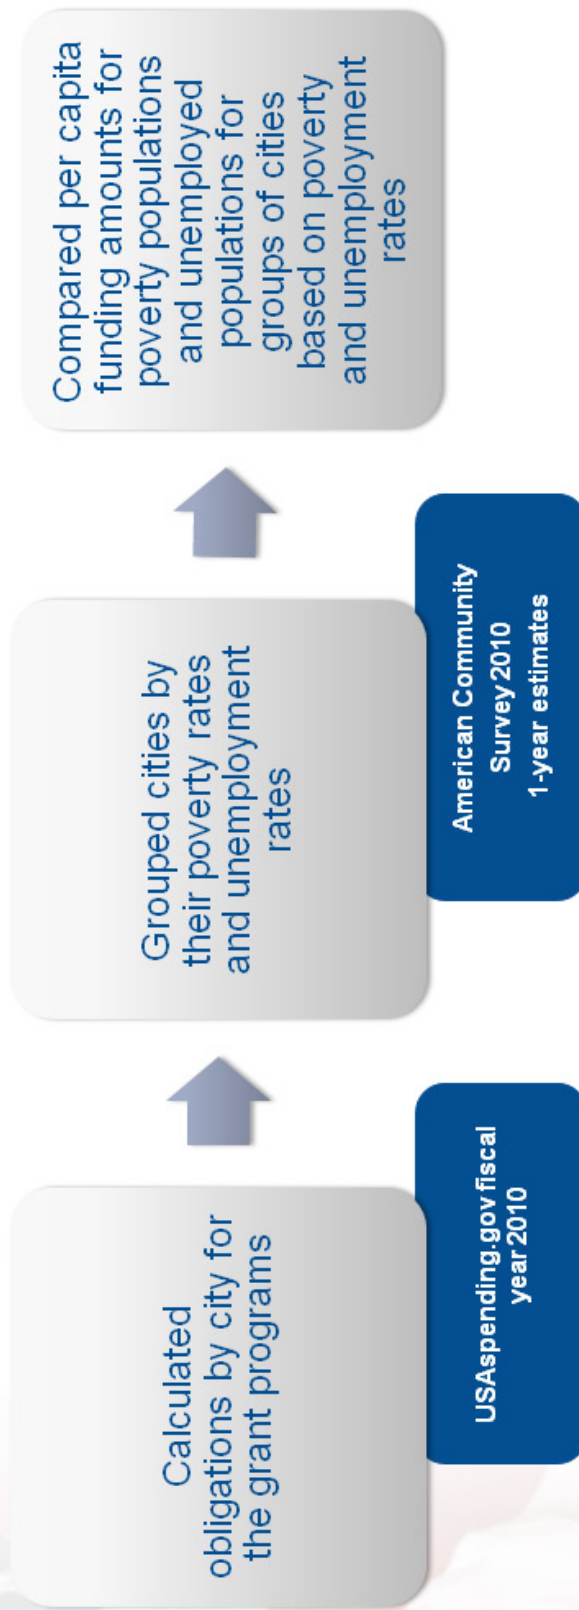 Calculated
obligations by city for
the grant programs
USAspending.gov fiscal
year 2010
Grouped cities by
their poverty rates
and unemployment
rates
American Community
Survey 2010
1-year estimates
Compared per capita
funding amounts for
poverty populations
and unemployed
populations for
groups of cities
based on poverty
and unemployment
rates